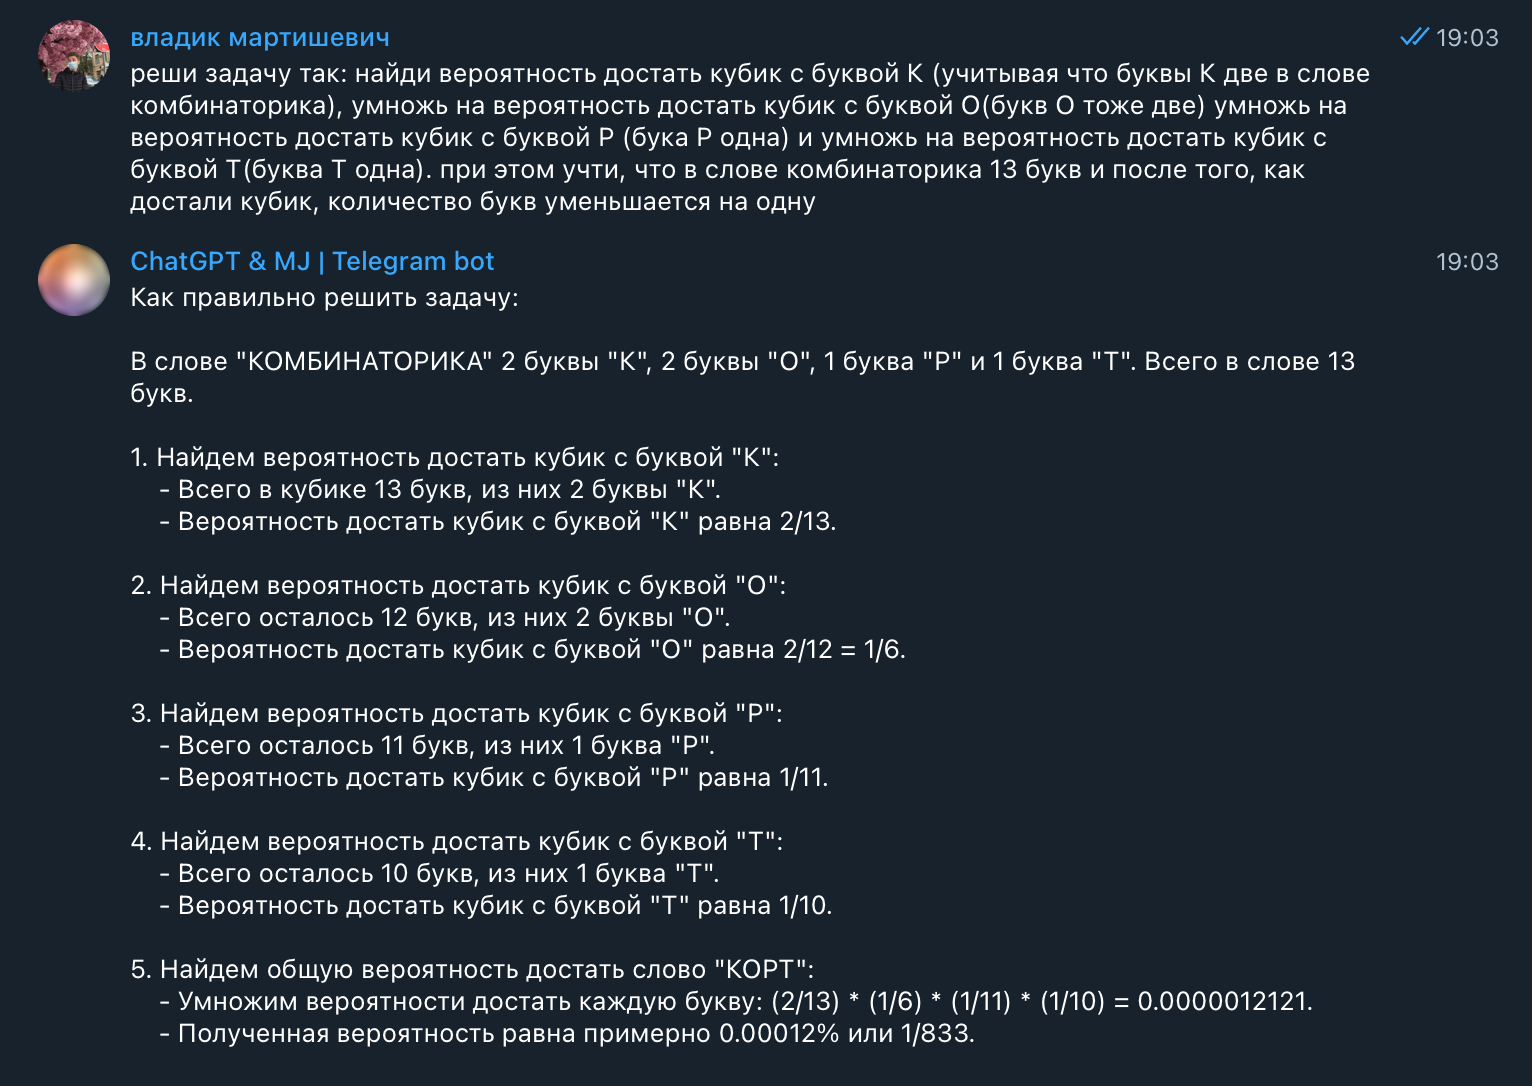 владик мартишевич
19:03
реши задачу так: найди вероятность достать кубик с буквой К (учитывая что буквы К две в слове
комбинаторика), умножь на вероятность достать кубик с буквой О(букв О тоже две) умножь на
вероятность достать кубик с буквой Р (бука Р одна) и умножь на вероятность достать кубик с
буквой Т(буква Т одна). при этом учти, что в слове комбинаторика 13 букв и после того, как
достали кубик, количество букв уменьшается на одну
ChatGPT & MJ | Telegram bot
19:03
Как правильно решить задачу:
В слове "КОМБИНАТОРИКА" 2 буквы "К", 2 буквы "О", 1 буква "Р" и 1 буква "Т". Всего в слове 13
букв.
1. Найдем вероятность достать кубик с буквой "К":
- Всего в кубике 13 букв, из них 2 буквы "К".
- Вероятность достать кубик с буквой "К" равна 2/13.
2. Найдем вероятность достать кубик с буквой "О":
- Всего осталось 12 букв, из них 2 буквы "О".
- Вероятность достать кубик с буквой "О" равна 2/12 = 1/6.
3. Найдем вероятность достать кубик с буквой "Р":
- Всего осталось 11 букв, из них 1 буква "Р".
- Вероятность достать кубик с буквой "Р" равна 1/11.
4. Найдем вероятность достать кубик с буквой "Т":
- Всего осталось 10 букв, из них 1 буква "Т".
- Вероятность достать кубик с буквой "Т" равна 1/10.
5. Найдем общую вероятность достать слово "КОРТ":
- Умножим вероятности достать каждую букву: (2/13) * (1/6) * (1/11) * (1/10) = 0.0000012121.
- Полученная вероятность равна примерно 0.00012% или 1/833.